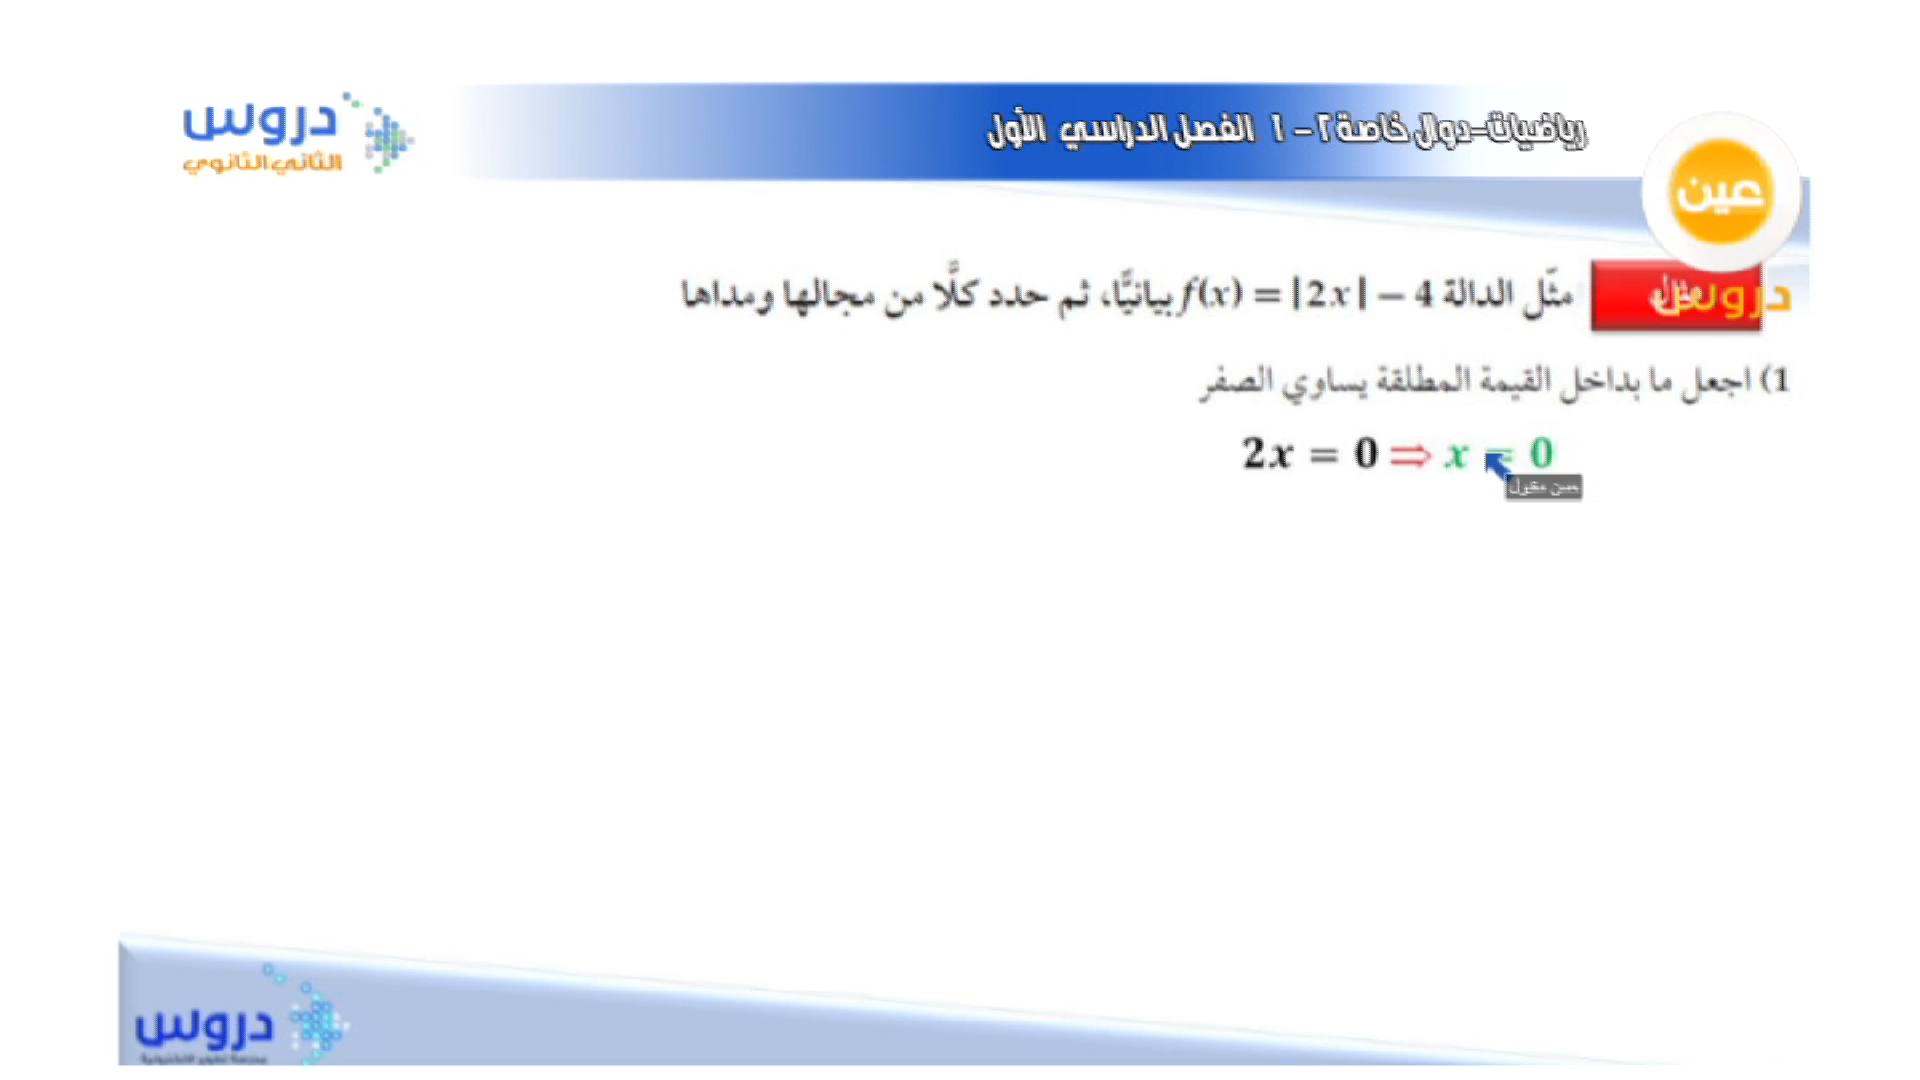 دروس
الثاني الثانوي
رياضيات-دوال خاصة ٢ - ١ الفصل الدراسي الأول
عين
دروس
مثال
مثّل الدالة f(x) = |2x| − 4 بيانيًّا، ثم حدد كلًّا من مجالها ومداها
1) اجعل ما بداخل القيمة المطلقة يساوي الصفر
2x = 0 ⇒ x = 0
دروس